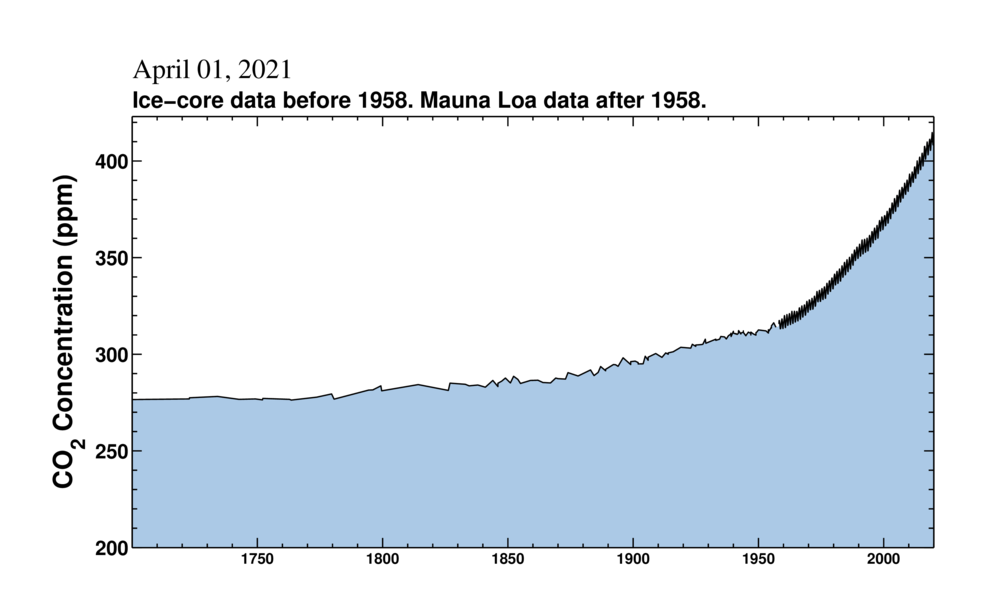 April 01, 2021
Ice−core data before 1958. Mauna Loa data after 1958.
CO2 Concentration (ppm)
400
350
300
250
200
1750 1800 1850 1900 1950 2000